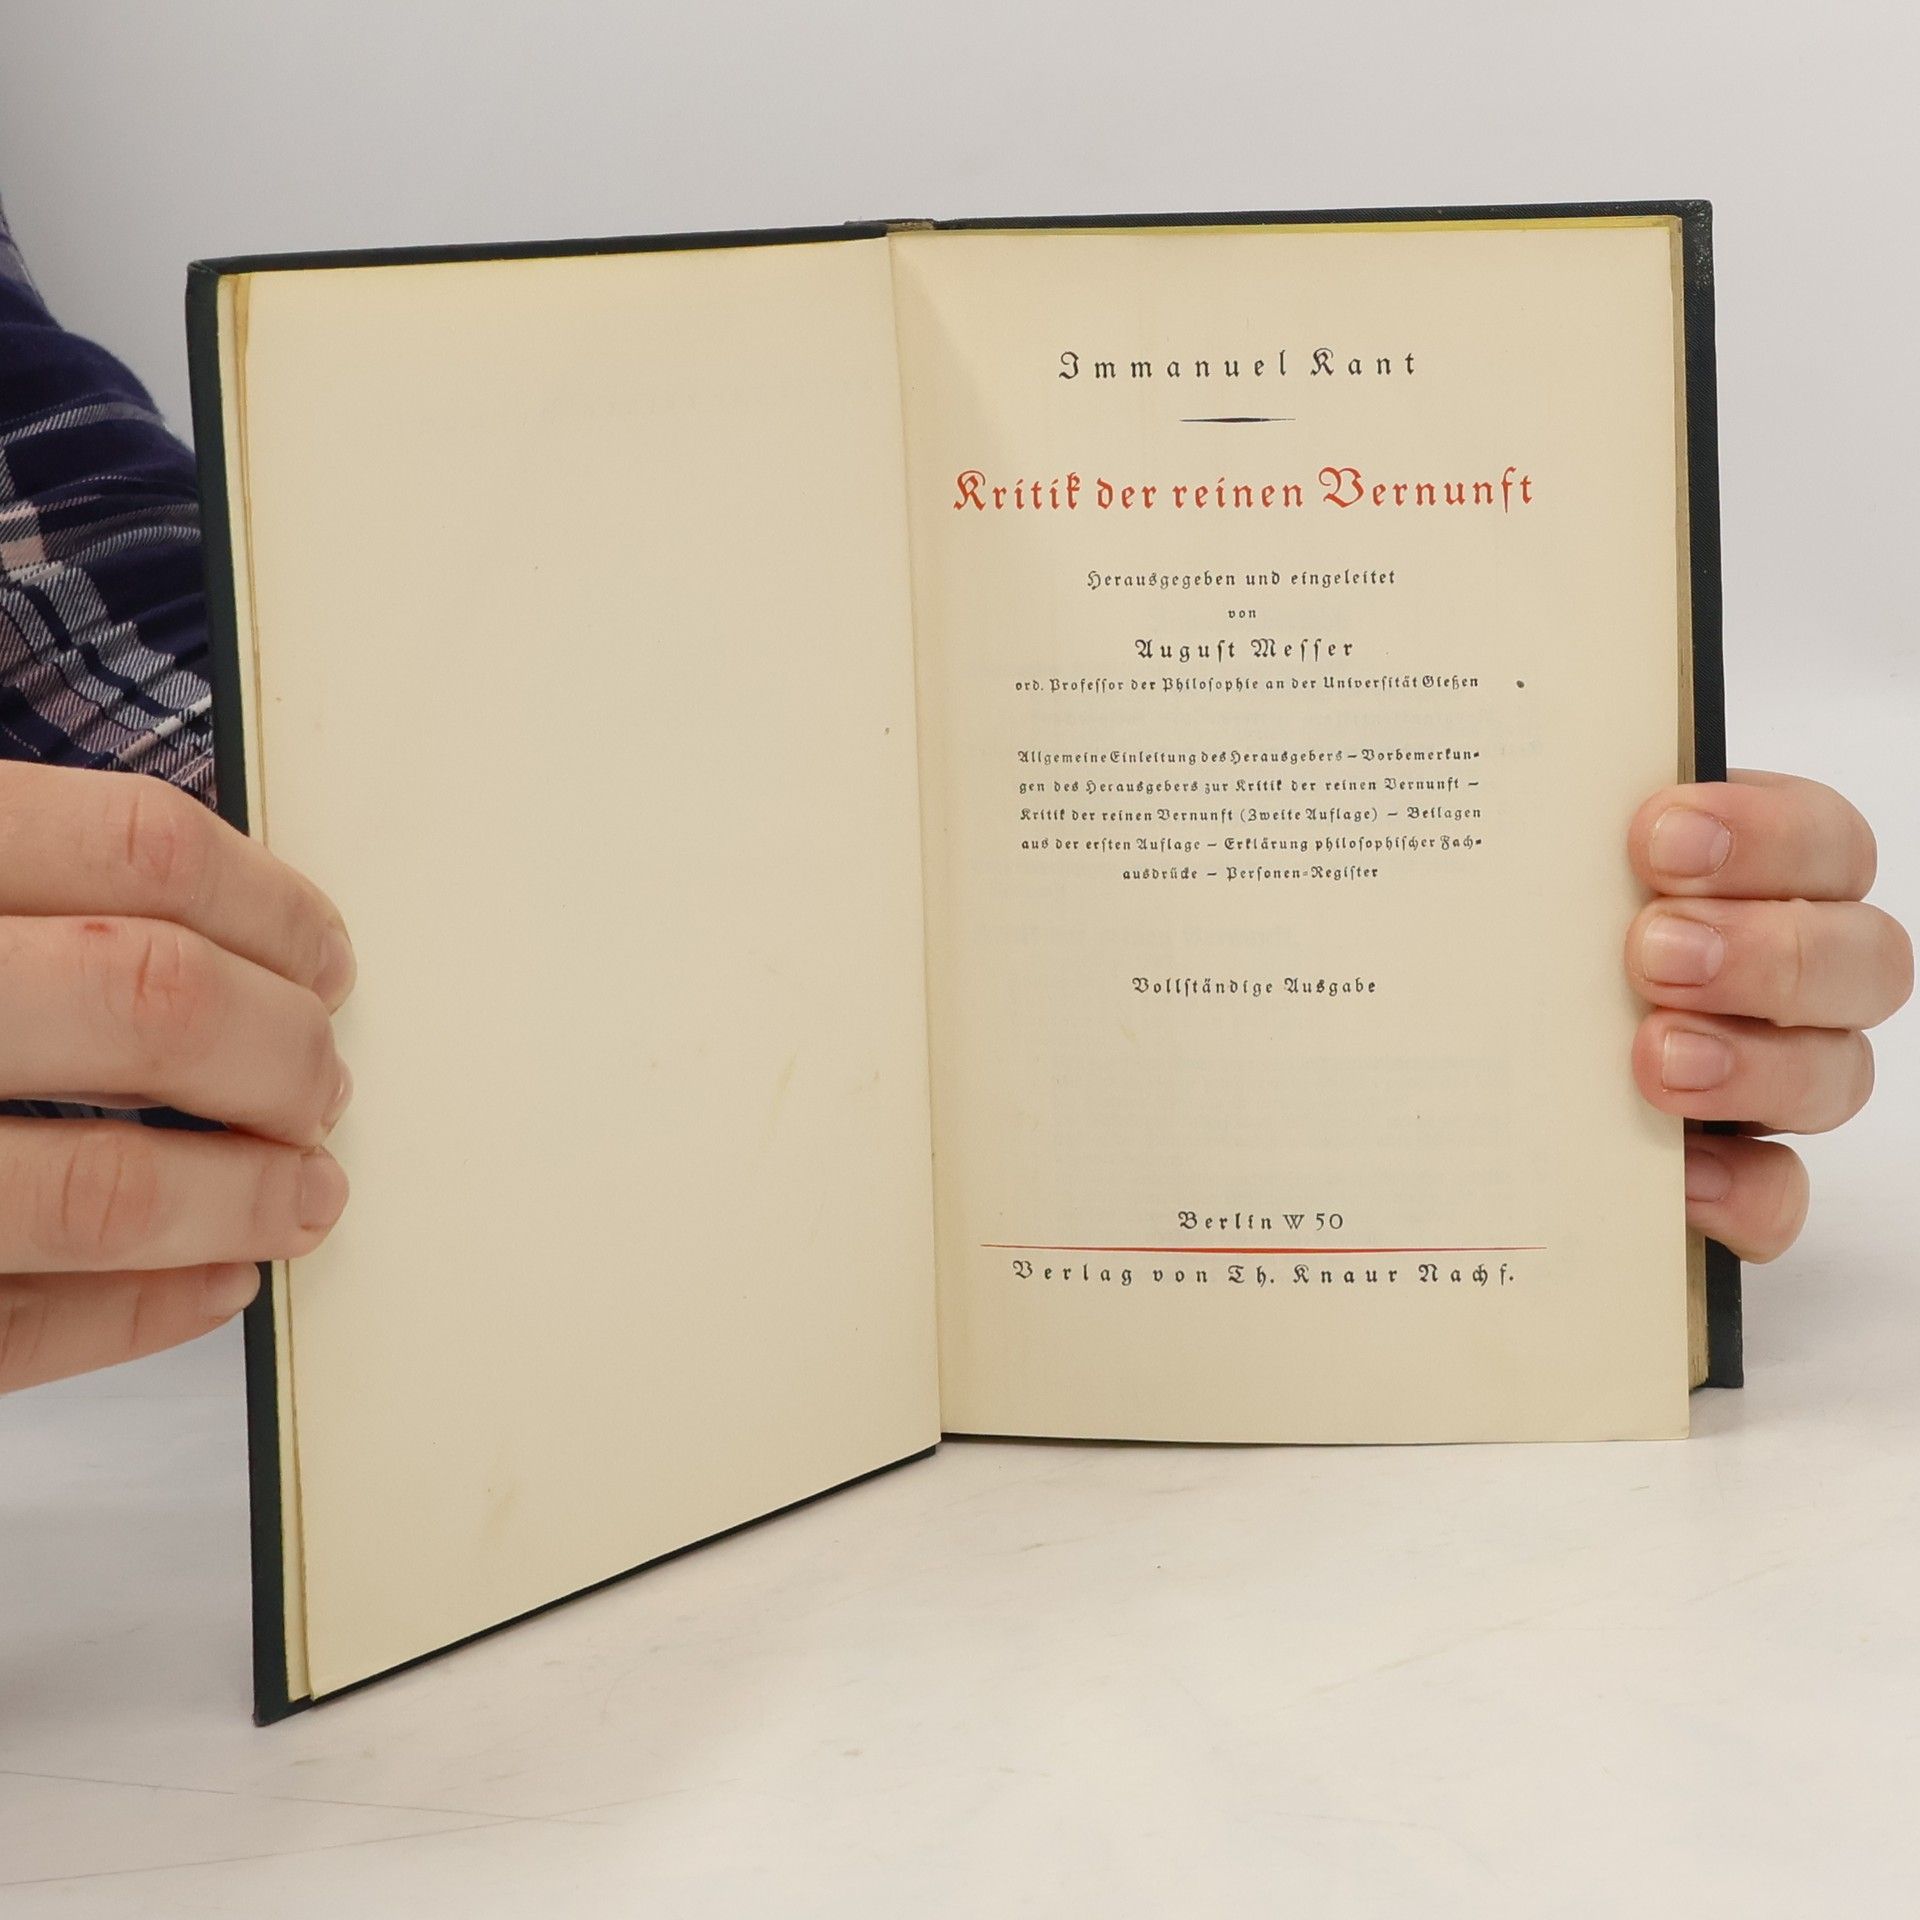 Immanuel Kant
Kritik der reinen Vernunft
Herausgegeben und eingeleitet
von
August Messer
ord. Professor der Philosophie an der Universität Gießen
Allgemeine Einleitung des Herausgebers – Vorbemerkun-
gen des Herausgebers zur Kritik der reinen Vernunft –
Kritik der reinen Vernunft (Zweite Auflage) – Beilagen
aus der ersten Auflage – Erklärung philosophischer Fach-
ausdrücke – Personen-Register
Vollständige Ausgabe
Berlin W 50
Verlag von Th. Knaur Nachf.